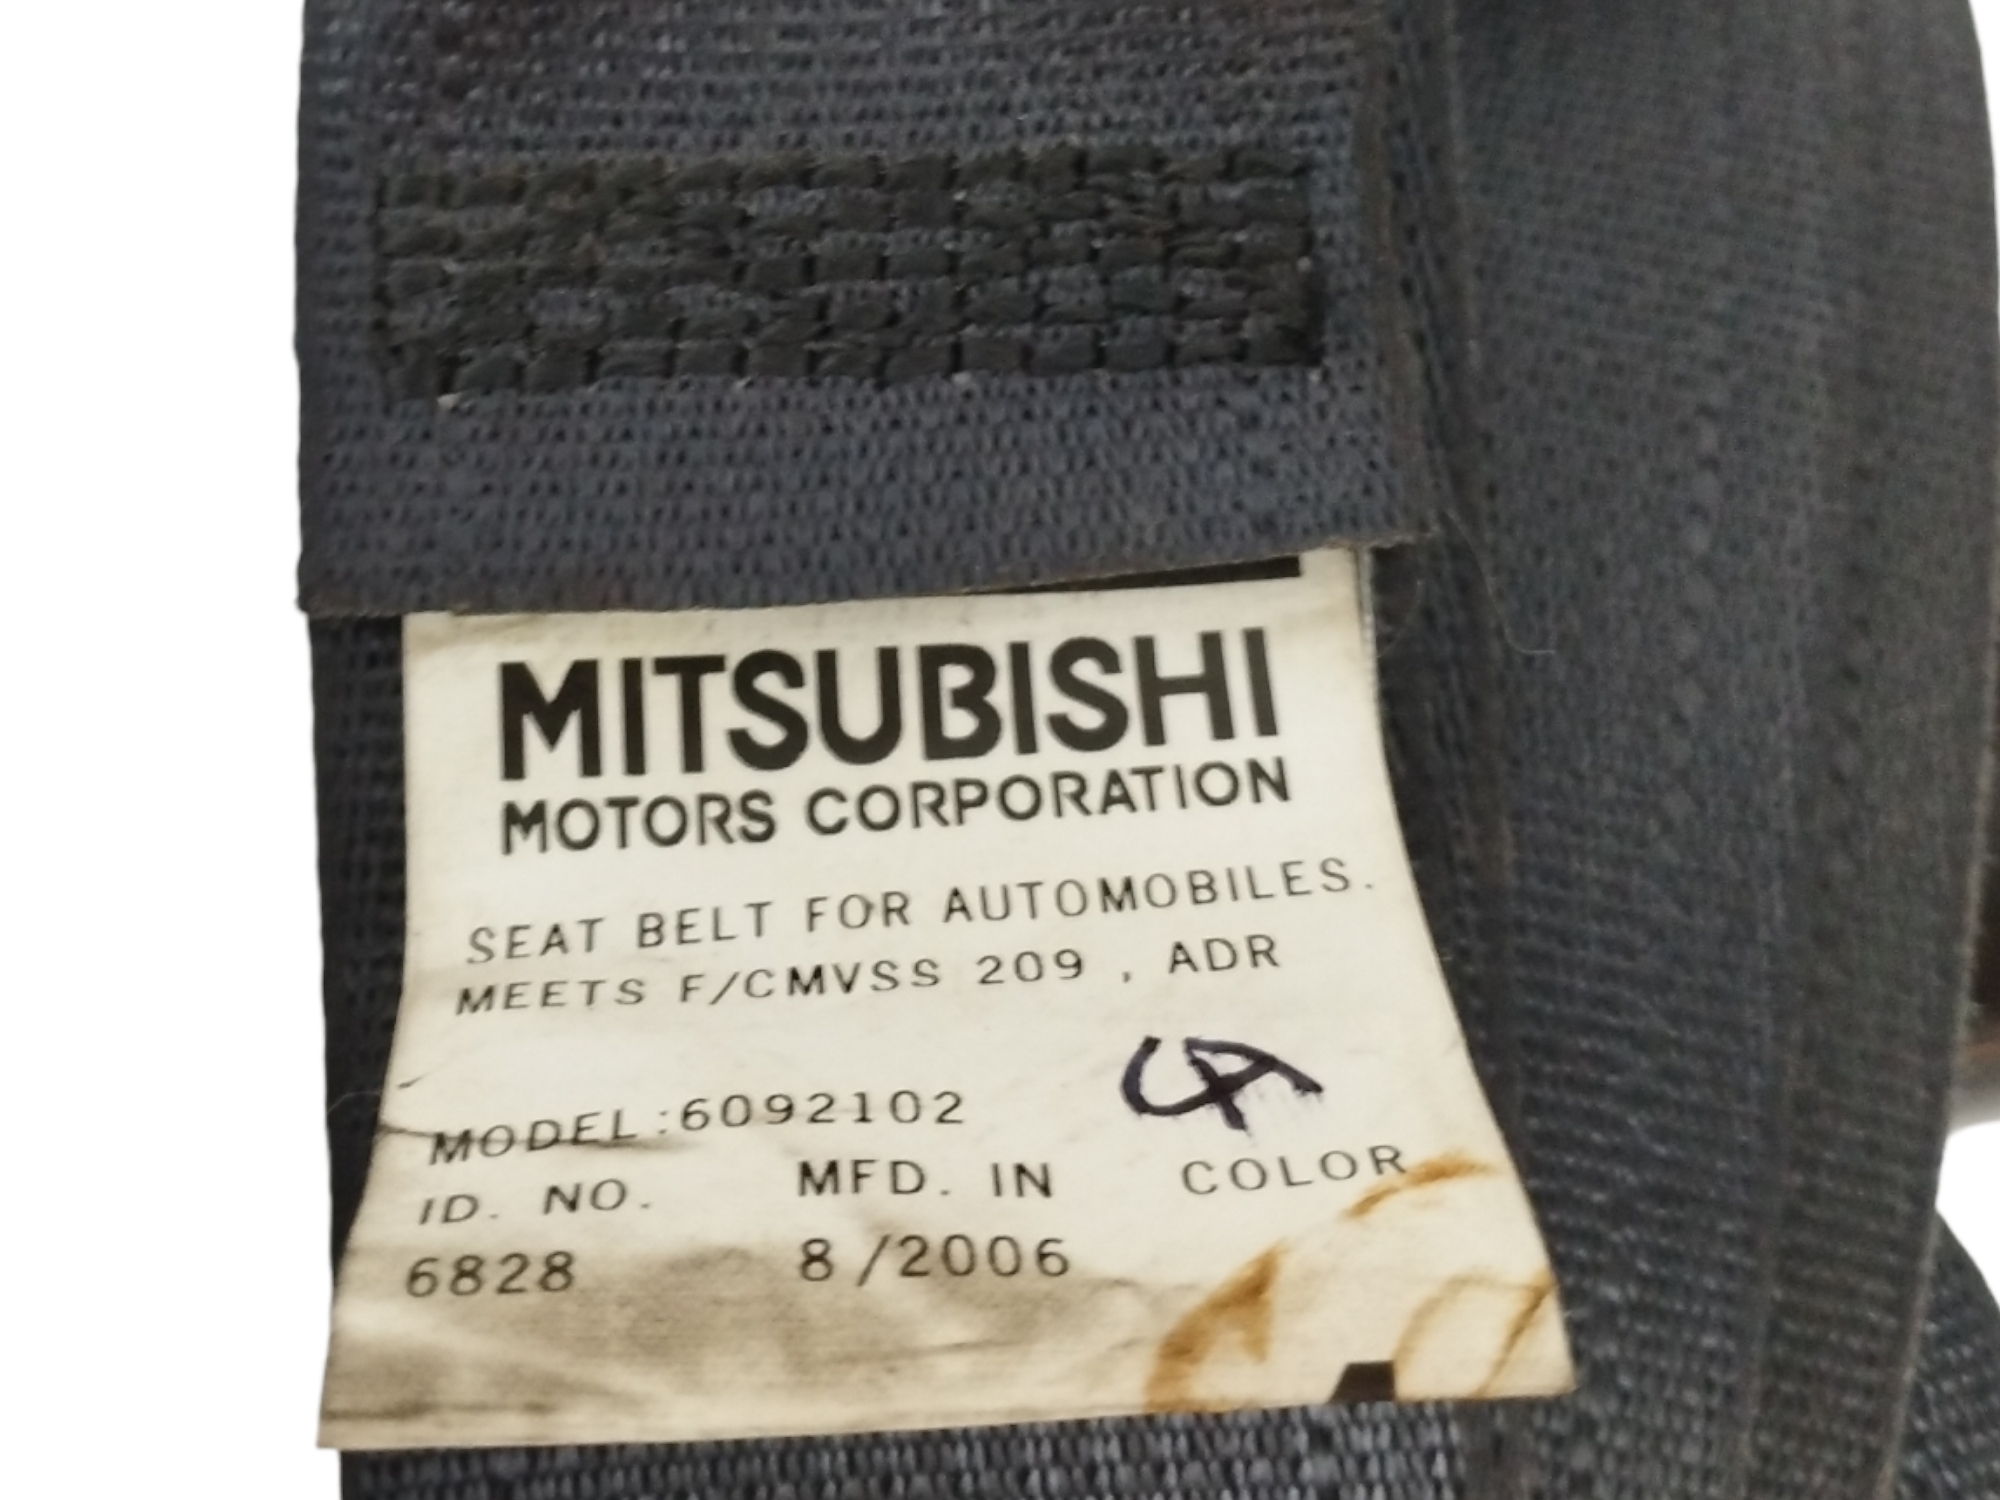 MITSUBISHI
MOTORS CORPORATION
SEAT BELT FOR AUTOMOBILES.
MEETS F/CMVSS 209 , ADR
MODEL:6092102
ID. NO. MFD. IN COLOR
6828 8/2006